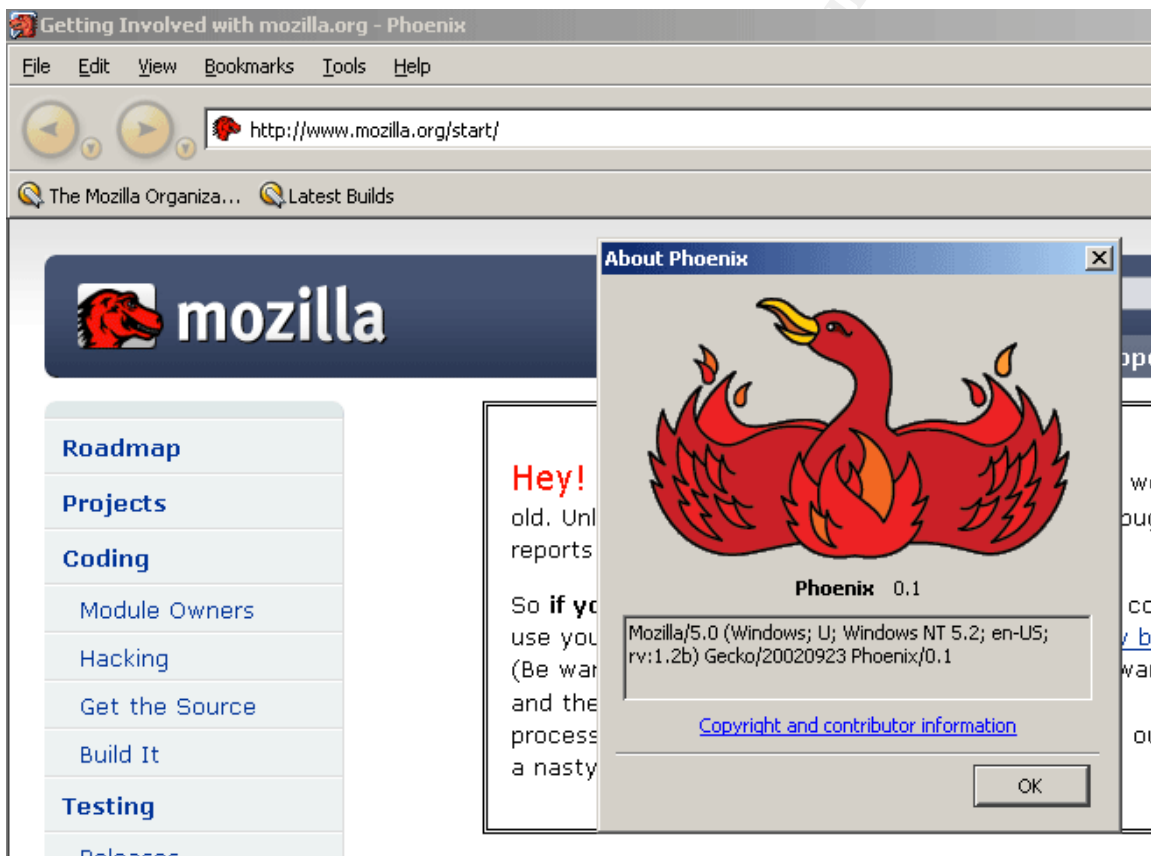 Getting Involved with mozilla.org - Phoenix
File Edit View Bookmarks Tools Help
http://www.mozilla.org/start/
The Mozilla Organiza... Latest Builds
mozilla
Roadmap
Projects
Coding
Module Owners
Hacking
Get the Source
Build It
Testing
Releases
Hey!
old. Unl
reports
So if yo
use you
(Be war
and the
process
a nasty
About Phoenix
Phoenix 0.1
Mozilla/5.0 (Windows; U; Windows NT 5.2; en-US;
rv:1.2b) Gecko/20020923 Phoenix/0.1
Copyright and contributor information
OK